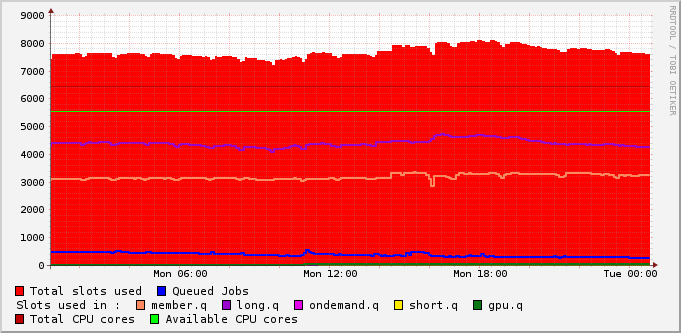 RRDTOOL / TOBI OETIKER
9000
8000
7000
6000
5000
4000
3000
2000
1000
0
Mon 06:00 Mon 12:00 Mon 18:00 Tue 00:00
Total slots used Queued Jobs
Slots used in : member.q long.q ondemand.q short.q gpu.q
Total CPU cores Available CPU cores